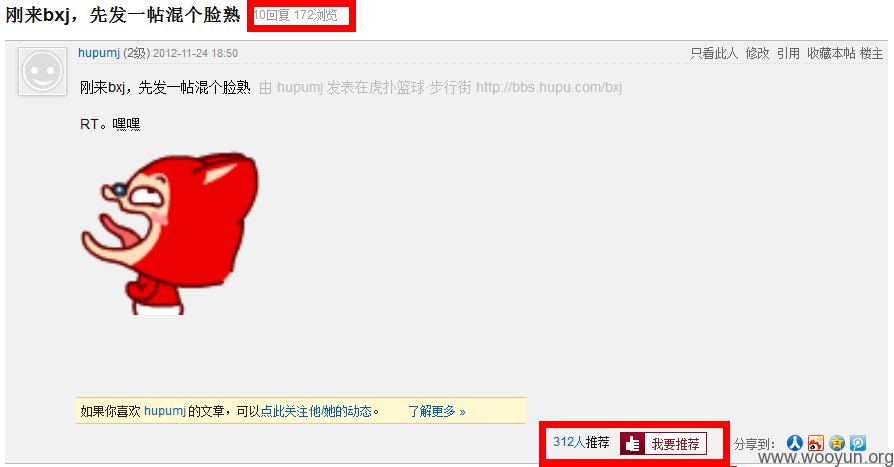 刚来bxj，先发一帖混个脸熟 10回复 172浏览
hupumj (2级) 2012-11-24 18:50 只看此人 修改 引用 收藏本帖 楼主
刚来bxj，先发一帖混个脸熟 由 hupumj 发表在虎扑篮球·步行街 http://bbs.hupu.com/bxj
RT。嘿嘿
如果你喜欢 hupumj 的文章，可以点此关注他/她的动态。 了解更多 »
312人推荐 我要推荐 分享到：
www.wooyun.org